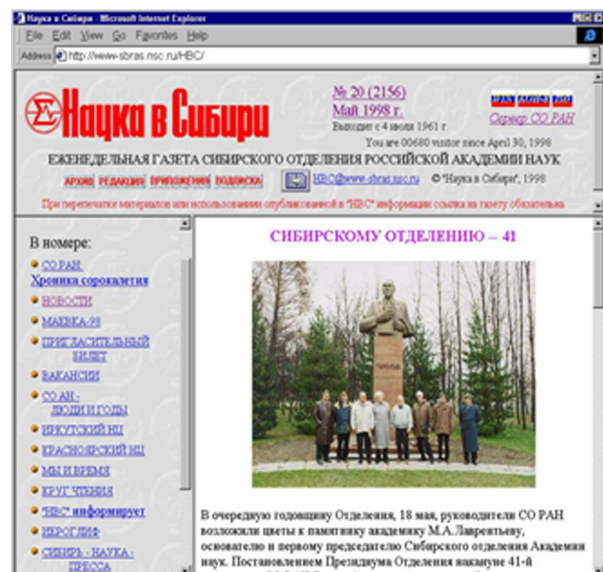 Наука в Сибири - Microsoft Internet Explorer
File Edit View Go Favorites Help
Address http://www-sbras.nsc.ru/HBC/
Наука в Сибири
№ 20 (2156)
Май 1998 г.
Выходит с 4 июля 1961 г.
Сервер СО РАН
You are 00680 visitor since April 30, 1998
ЕЖЕНЕДЕЛЬНАЯ ГАЗЕТА СИБИРСКОГО ОТДЕЛЕНИЯ РОССИЙСКОЙ АКАДЕМИИ НАУК
АРХИВ РЕДАКЦИЯ ПРИЛОЖЕНИЯ ПОДПИСКА HBC@www-sbras.nsc.ru © "Наука в Сибири", 1998
При перепечатке материалов или использовании опубликованной в "НВС" информации ссылка на газету обязательна
В номере:
СО РАН.
Хроника сорокалетия
НОВОСТИ
МАЕВКА-98
ПРИГЛАСИТЕЛЬНЫЙ
БИЛЕТ
ВАКАНСИИ
СО АН -
ЛЮДИ И ГОДЫ
ИРКУТСКИЙ НЦ
КРАСНОЯРСКИЙ НЦ
МЫ И ВРЕМЯ
КРУГ ЧТЕНИЯ
"НВС" информирует
ИЕРОГЛИФ
СИБИРЬ - НАУКА -
ПРЕССА
СИБИРСКОМУ ОТДЕЛЕНИЮ -- 41
В очередную годовщину Отделения, 18 мая, руководители СО РАН
возложили цветы к памятнику академику М.А.Лаврентьеву,
основателю и первому председателю Сибирского отделения Академии
наук. Постановлением Президиума Отделения накануне 41-й